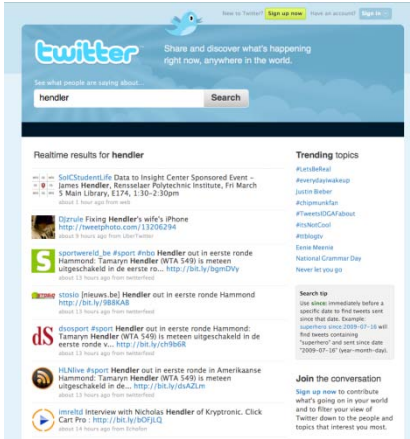 New to Twitter? Sign up now Have an account? Sign in
twitter
Share and discover what's happening
right now, anywhere in the world.
See what people are saying about...
hendler
Search
Realtime results for hendler
SoICStudentLife Data to Insight Center Sponsored Event -
James Hendler, Rensselaer Polytechnic Institute, Fri March
5 Main Library, E174, 1:30-2:30pm
about 1 hour ago from web
DJzrule Fixing Hendler's wife's iPhone
http://tweetphoto.com/13206294
about 9 hours ago from UberTwitter
S
sportwereld_be #sport #nbo Hendler out in eerste ronde
Hammond: Tamaryn Hendler (WTA 549) is meteen
uitgeschakeld in de eerste ro... http://bit.ly/bgmDVy
about 13 hours ago from twitterfeed
stosio [nieuws.be] Hendler out in eerste ronde Hammond
http://bit.ly/9B8KAB
about 13 hours ago from twitterfeed
dS
dsosport #sport Hendler out in eerste ronde Hammond:
Tamaryn Hendler (WTA 549) is meteen uitgeschakeld in de
eerste ronde v... http://bit.ly/ch9b6R
about 13 hours ago from twitterfeed
HLNlive #sport Hendler out in eerste ronde in Amerikaanse
Hammond: Tamaryn Hendler (WTA 549) is meteen
uitgeschakeld in de... http://bit.ly/dsAZLm
about 13 hours ago from twitterfeed
imreltd Interview with Nicholas Hendler of Kryptronic. Click
Cart Pro : http://bit.ly/bOFJLQ
about 14 hours ago from Echofon
Trending topics
#LetsBeReal
#everydayiwakeup
Justin Bieber
#chipmunkfan
#TweetsIOGAFabout
#itsNotCool
#ttblogtv
Eenie Meenie
National Grammar Day
Never let you go
Search tip
Use since: immediately before a
specific date to find tweets sent
since that date. Example:
superhero since:2009-07-16 will
find tweets containing
"superhero" and sent since date
"2009-07-16" (year-month-day).
Join the conversation
Sign up now to contribute
what's going on in your world
and to filter your view of
Twitter down to the people and
topics that interest you most.